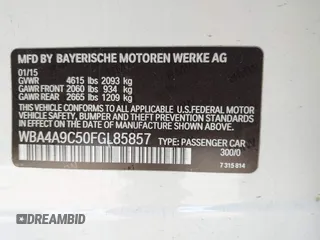 MFD BY BAYERISCHE MOTOREN WERKE AG
01/15
GVWR 4615 lbs 2093 kg
GAWR FRONT 2060 lbs 934 kg
GAWR REAR 2665 lbs 1209 kg
THIS VEHICLE CONFORMS TO ALL APPLICABLE
FEDERAL MOTOR VEHICLE SAFETY, BUMPER,
AND THEFT PREVENTION STANDARDS IN EFFECT
ON THE DATE OF MANUFACTURE SHOWN ABOVE.
WBA4A9C50FGL85857 TYPE: PASSENGER CAR
300/0
7 315 814
DEALER'S CHOICE